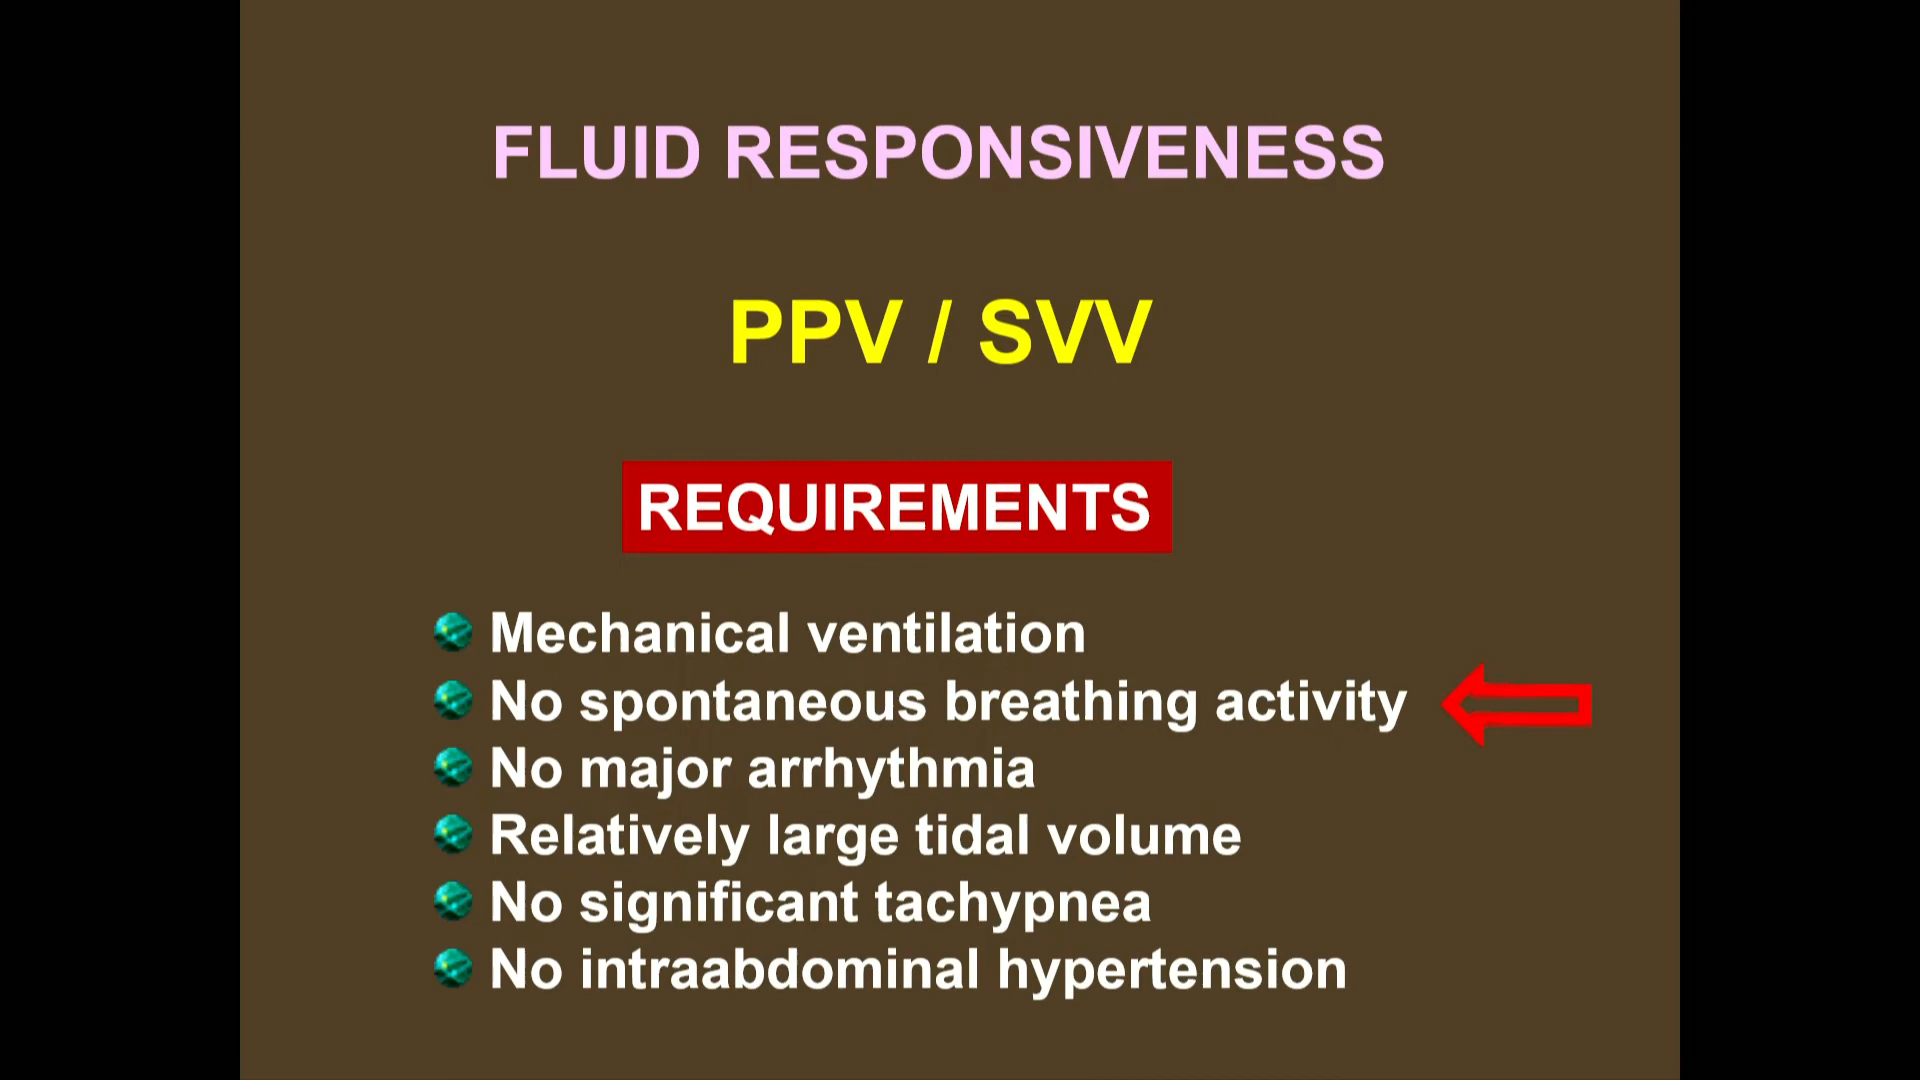 FLUID RESPONSIVENESS
PPV / SVV
REQUIREMENTS
Mechanical ventilation
No spontaneous breathing activity
No major arrhythmia
Relatively large tidal volume
No significant tachypnea
No intraabdominal hypertension